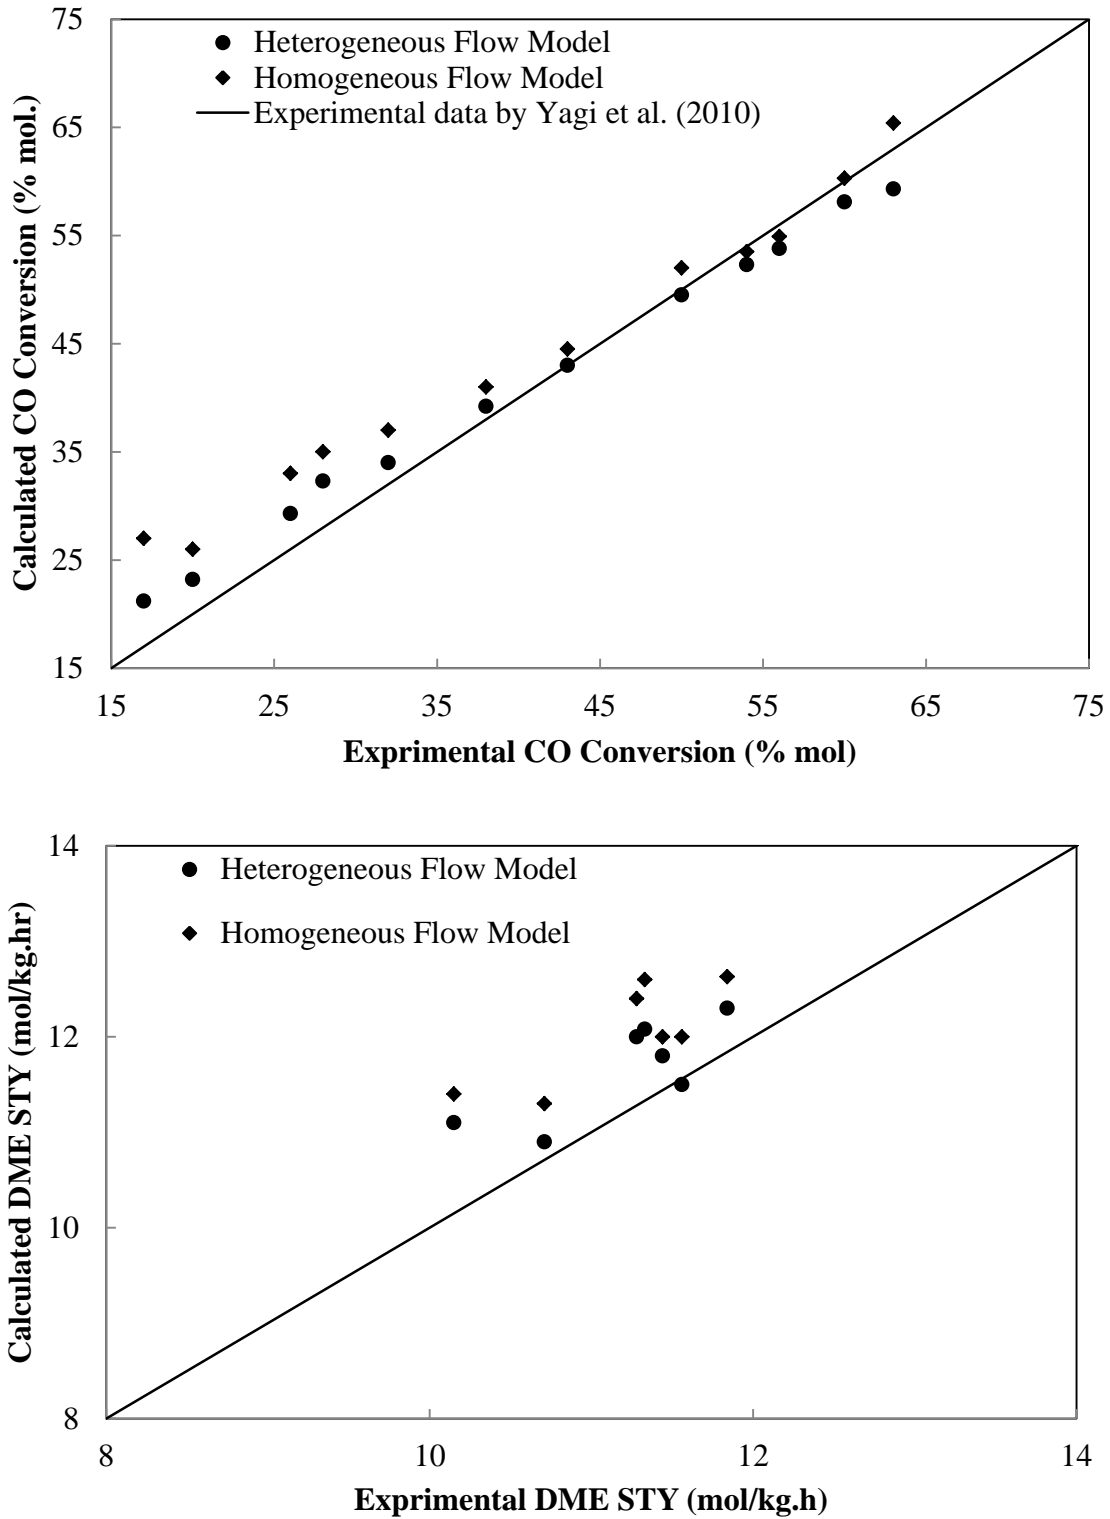 75
65
55
45
35
25
15
Calculated CO Conversion (% mol.)
Heterogeneous Flow Model
Homogeneous Flow Model
Experimental data by Yagi et al. (2010)
15 25 35 45 55 65 75
Exprimental CO Conversion (% mol)
14
12
10
8
Calculated DME STY (mol/kg.hr)
Heterogeneous Flow Model
Homogeneous Flow Model
8 10 12 14
Exprimental DME STY (mol/kg.h)